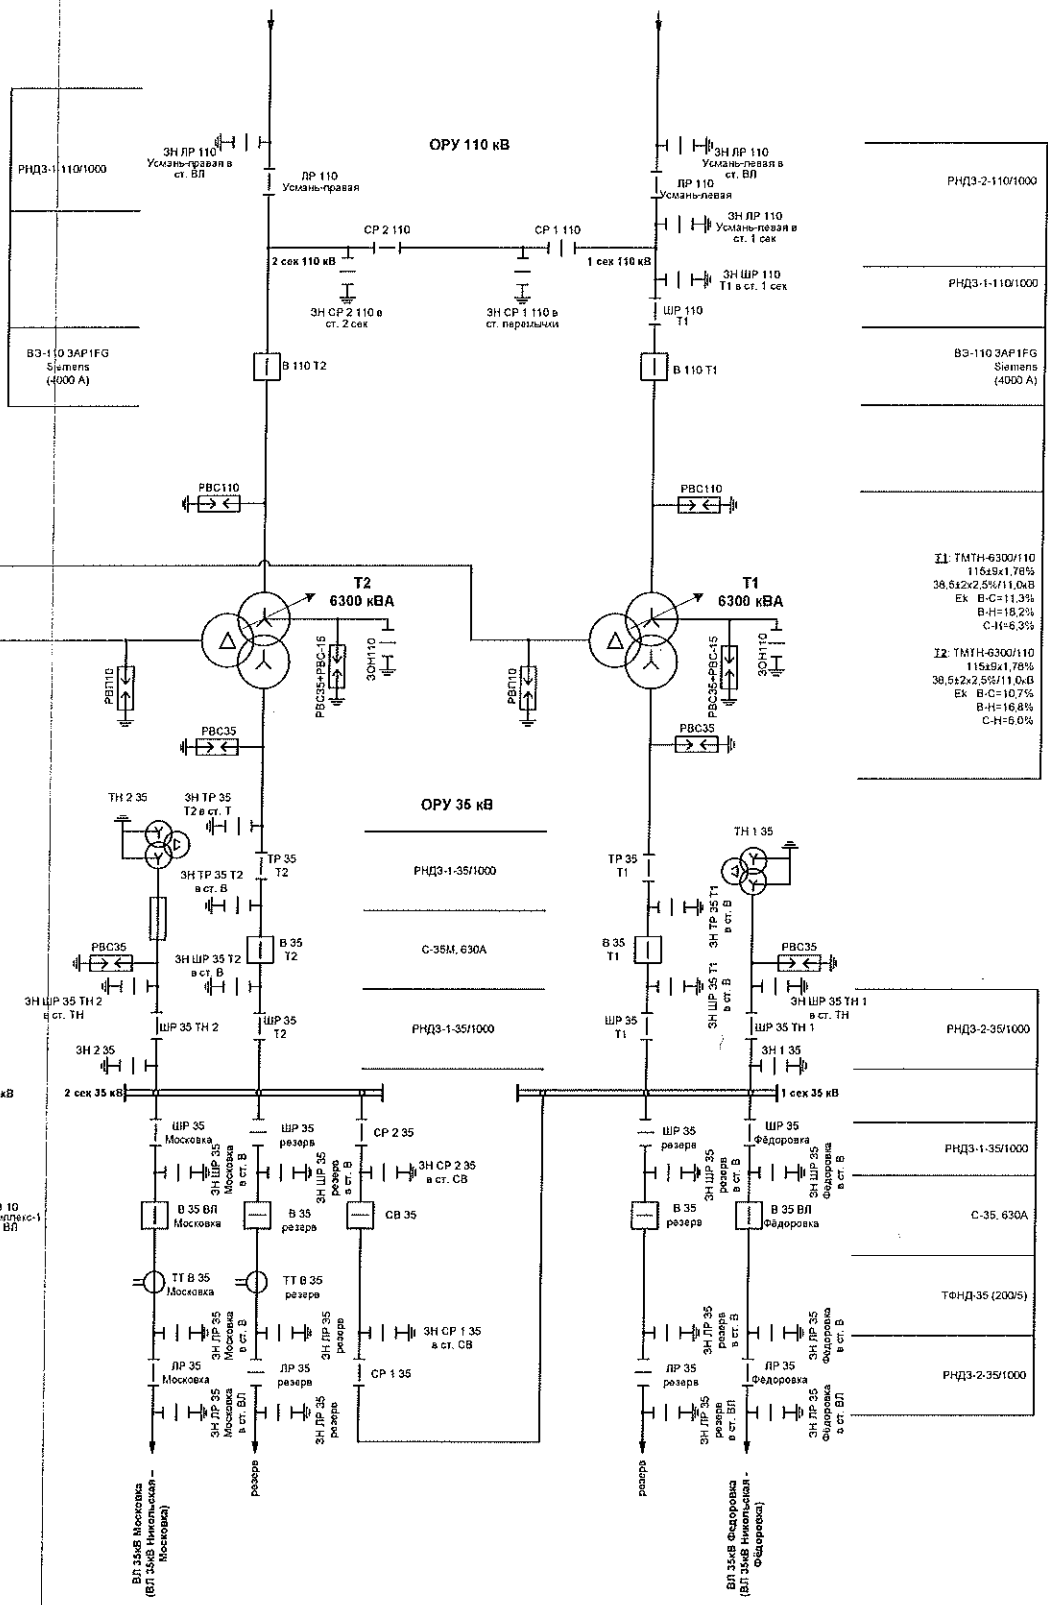 ОРУ 110 кВ
РНДЗ-1-110/1000
ЗН ЛР 110
Усмань-правая в
ст. ВЛ
ЛР 110
Усмань-правая
ЗН ЛР 110
Усмань-левая в
ст. ВЛ
ЛР 110
Усмань-левая
РНДЗ-2-110/1000
ЗН ЛР 110
Усмань-левая в
ст. 1 сек
СР 2 110
СР 1 110
2 сек 110 кВ
1 сек 110 кВ
ЗН ШР 110
Т1 в ст. 1 сек
РНДЗ-1-110/1000
ЗН СР 2 110 в
ст. 2 сек
ЗН СР 1 110 в
ст. перемычки
ШР 110
Т1
ВЭ-110 3AP1FG
Siemens
(4000 А)
В 110 Т2
В 110 Т1
ВЭ-110 3AP1FG
Siemens
(4000 А)
РВС110
РВС110
Т2
6300 кВА
Т1
6300 кВА
Т1: ТМТН-6300/110
115±9х1,78%
38,5±2х2,5%/11,0кВ
Ек В-С=11,3%
В-Н=18,2%
С-Н=6,3%
Т2: ТМТН-6300/110
115±9х1,78%
38,5±2х2,5%/11,0кВ
Ек В-С=10,7%
В-Н=16,8%
С-Н=6,0%
РВП10
РВС35+РВС-15
ЗОН110
РВП10
РВС35+РВС-15
ЗОН110
РВС35
РВС35
ОРУ 35 кВ
ТН 2 35
ЗН ТР 35
Т2 в ст. Т
ТН 1 35
ТР 35
Т2
РНДЗ-1-35/1000
ТР 35
Т1
ЗН ТР 35 Т2
в ст. В
ЗН ТР 35 Т1
в ст. В
В 35
Т2
С-35М, 630А
В 35
Т1
РВС35
РВС35
ЗН ШР 35 Т2
в ст. В
ЗН ШР 35 Т1
в ст. В
ЗН ШР 35 ТН 2
в ст. ТН
ЗН ШР 35 ТН 1
в ст. ТН
ШР 35 ТН 2
ШР 35
Т2
РНДЗ-1-35/1000
ШР 35
Т1
ШР 35 ТН 1
РНДЗ-2-35/1000
ЗН 2 35
ЗН 1 35
кВ
2 сек 35 кВ
1 сек 35 кВ
ШР 35
Московка
ШР 35
резерв
СР 2 35
ШР 35
резерв
ШР 35
Фёдоровка
РНДЗ-1-35/1000
ЗН ШР 35
Московка
в ст. В
ЗН ШР 35
резерв
в ст. В
ЗН СР 2 35
в ст. СВ
ЗН ШР 35
резерв
в ст. В
ЗН ШР 35
Фёдоровка
в ст. В
10
ВЛ
В 35 ВЛ
Московка
В 35
резерв
СВ 35
В 35
резерв
В 35 ВЛ
Фёдоровка
С-35, 630А
ТТ В 35
Московка
ТТ В 35
резерв
ТФНД-35 (200/5)
ЗН ЛР 35
Московка
в ст. В
ЗН ЛР 35
резерв
ЗН СР 1 35
в ст. СВ
ЗН ЛР 35
резерв
в ст. В
ЗН ЛР 35
Фёдоровка
в ст. В
ЛР 35
Московка
ЛР 35
резерв
СР 1 35
ЛР 35
резерв
ЛР 35
Фёдоровка
РНДЗ-2-35/1000
ЗН ЛР 35
Московка
в ст. ВЛ
ЗН ЛР 35
резерв
ЗН ЛР 35
резерв
в ст. ВЛ
ЗН ЛР 35
Фёдоровка
в ст. ВЛ
ВЛ 35кВ Московка
(ВЛ 35кВ Никольская -
Московка)
резерв
резерв
ВЛ 35кВ Федоровка
(ВЛ 35кВ Никольская -
Фёдоровка)